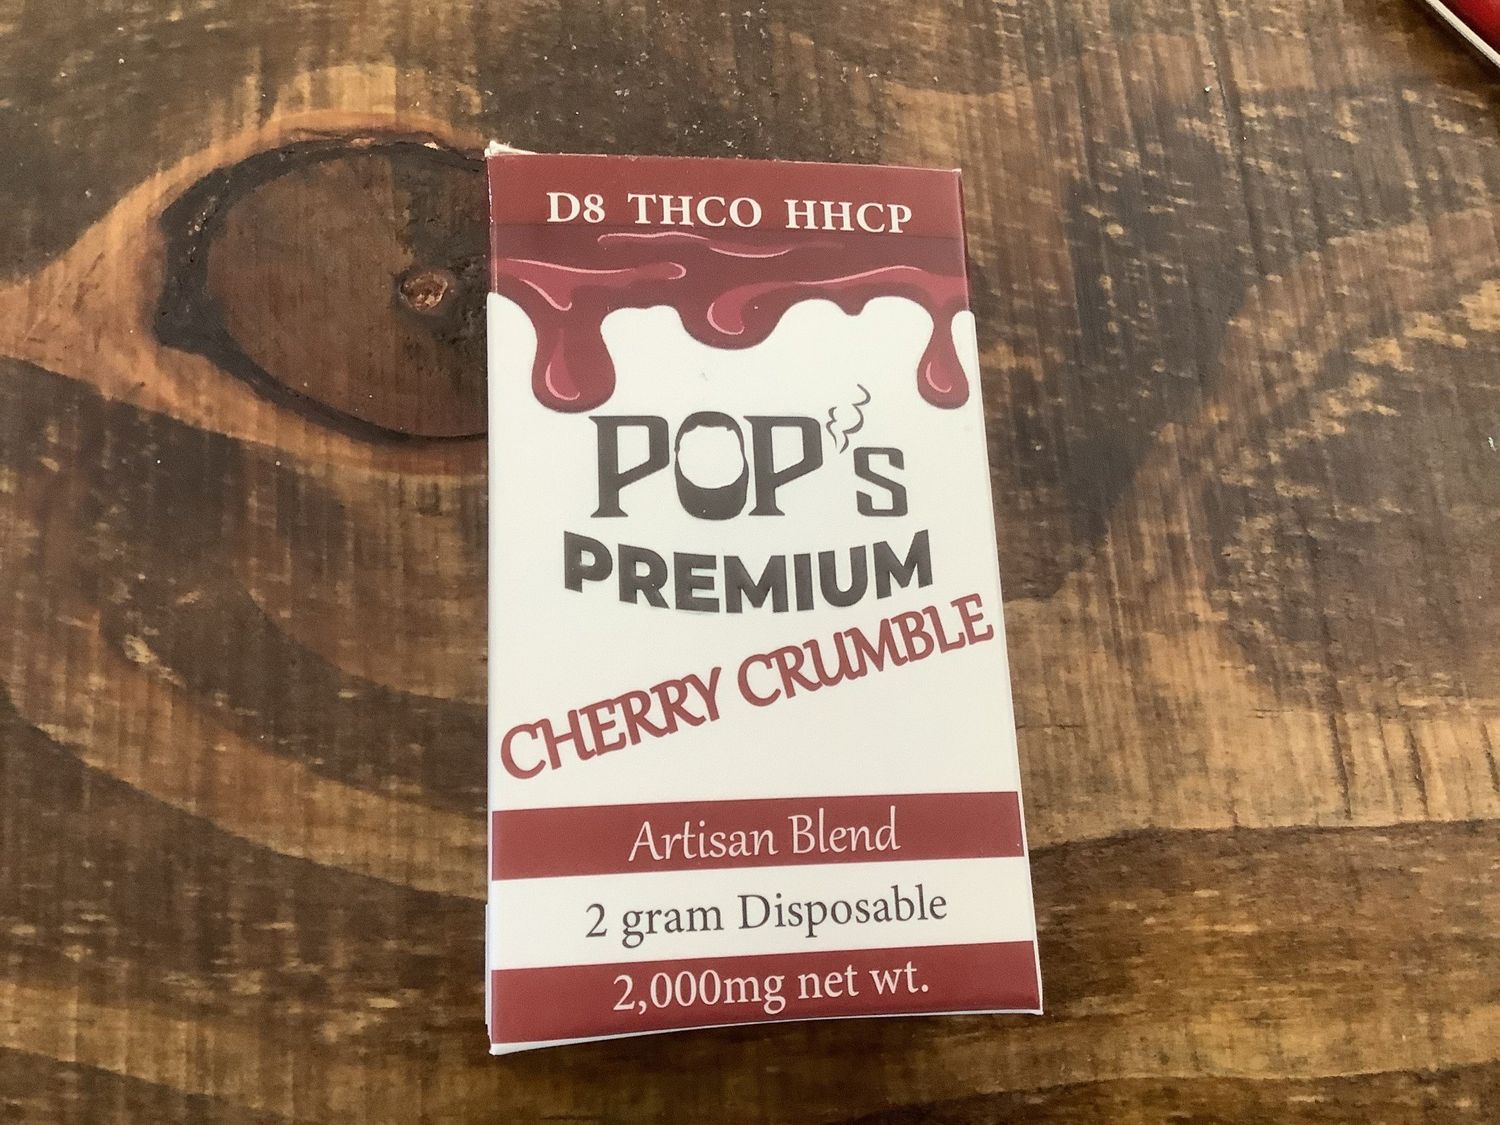 D8 THCO HHCP
POP's
PREMIUM
CHERRY CRUMBLE
Artisan Blend
2 gram Disposable
2,000mg net wt.